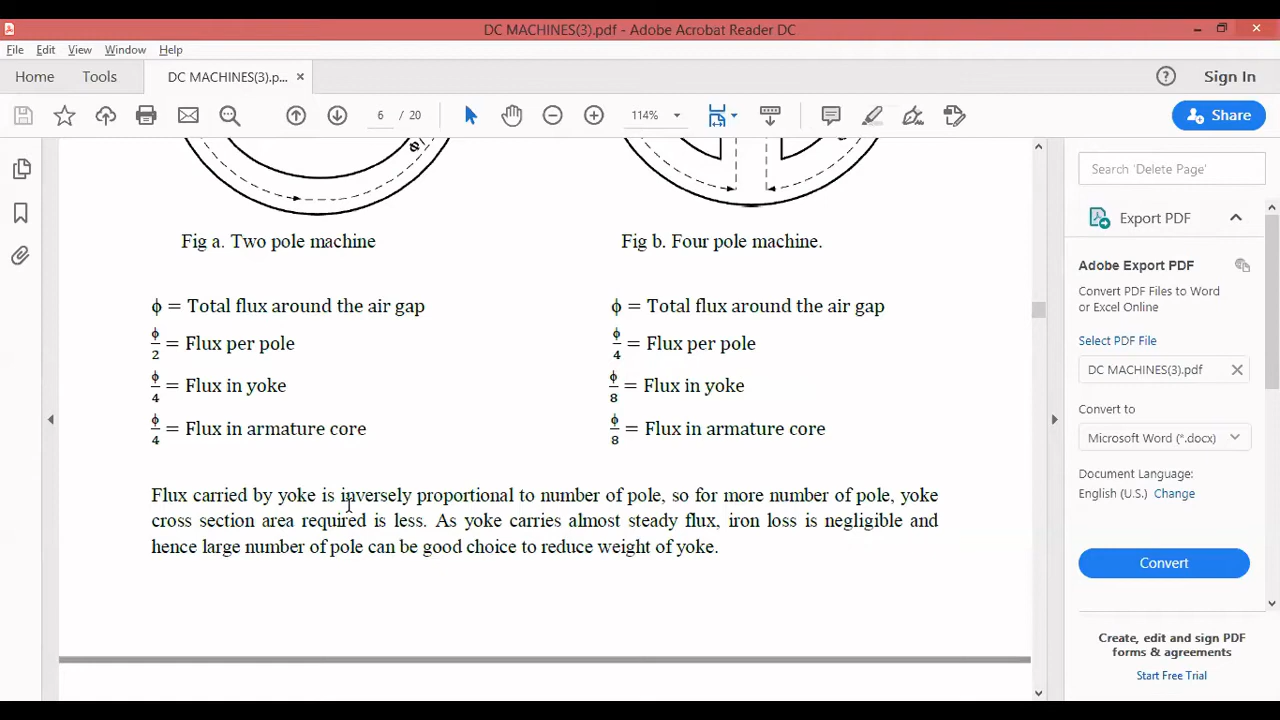 DC MACHINES(3).pdf - Adobe Acrobat Reader DC
File Edit View Window Help
Home Tools DC MACHINES(3).p... × Sign In
6 / 20 114% Share
Fig a. Two pole machine Fig b. Four pole machine.
ϕ = Total flux around the air gap ϕ = Total flux around the air gap
ϕ/2 = Flux per pole ϕ/4 = Flux per pole
ϕ/4 = Flux in yoke ϕ/8 = Flux in yoke
ϕ/4 = Flux in armature core ϕ/8 = Flux in armature core
Flux carried by yoke is inversely proportional to number of pole, so for more number of pole, yoke
cross section area required is less. As yoke carries almost steady flux, iron loss is negligible and
hence large number of pole can be good choice to reduce weight of yoke.
Search 'Delete Page'
Export PDF
Adobe Export PDF
Convert PDF Files to Word
or Excel Online
Select PDF File
DC MACHINES(3).pdf
Convert to
Microsoft Word (*.docx)
Document Language:
English (U.S.) Change
Convert
Create, edit and sign PDF
forms & agreements
Start Free Trial